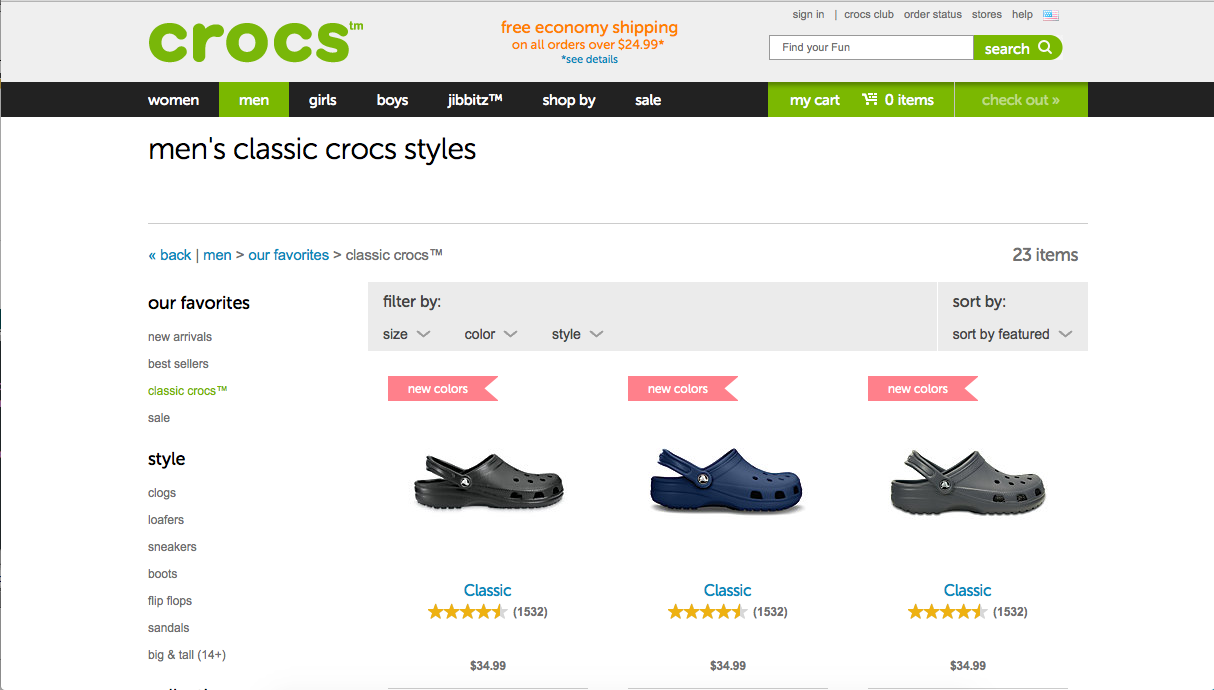 crocs™
free economy shipping
on all orders over $24.99*
*see details
sign in | crocs club order status stores help
Find your Fun
search
women men girls boys jibbitz™ shop by sale
my cart 0 items check out »
men's classic crocs styles
« back | men > our favorites > classic crocs™
23 items
our favorites
new arrivals
best sellers
classic crocs™
sale
style
clogs
loafers
sneakers
boots
flip flops
sandals
big & tall (14+)
filter by:
size color style
sort by:
sort by featured
new colors new colors new colors
Classic Classic Classic
(1532) (1532) (1532)
$34.99 $34.99 $34.99